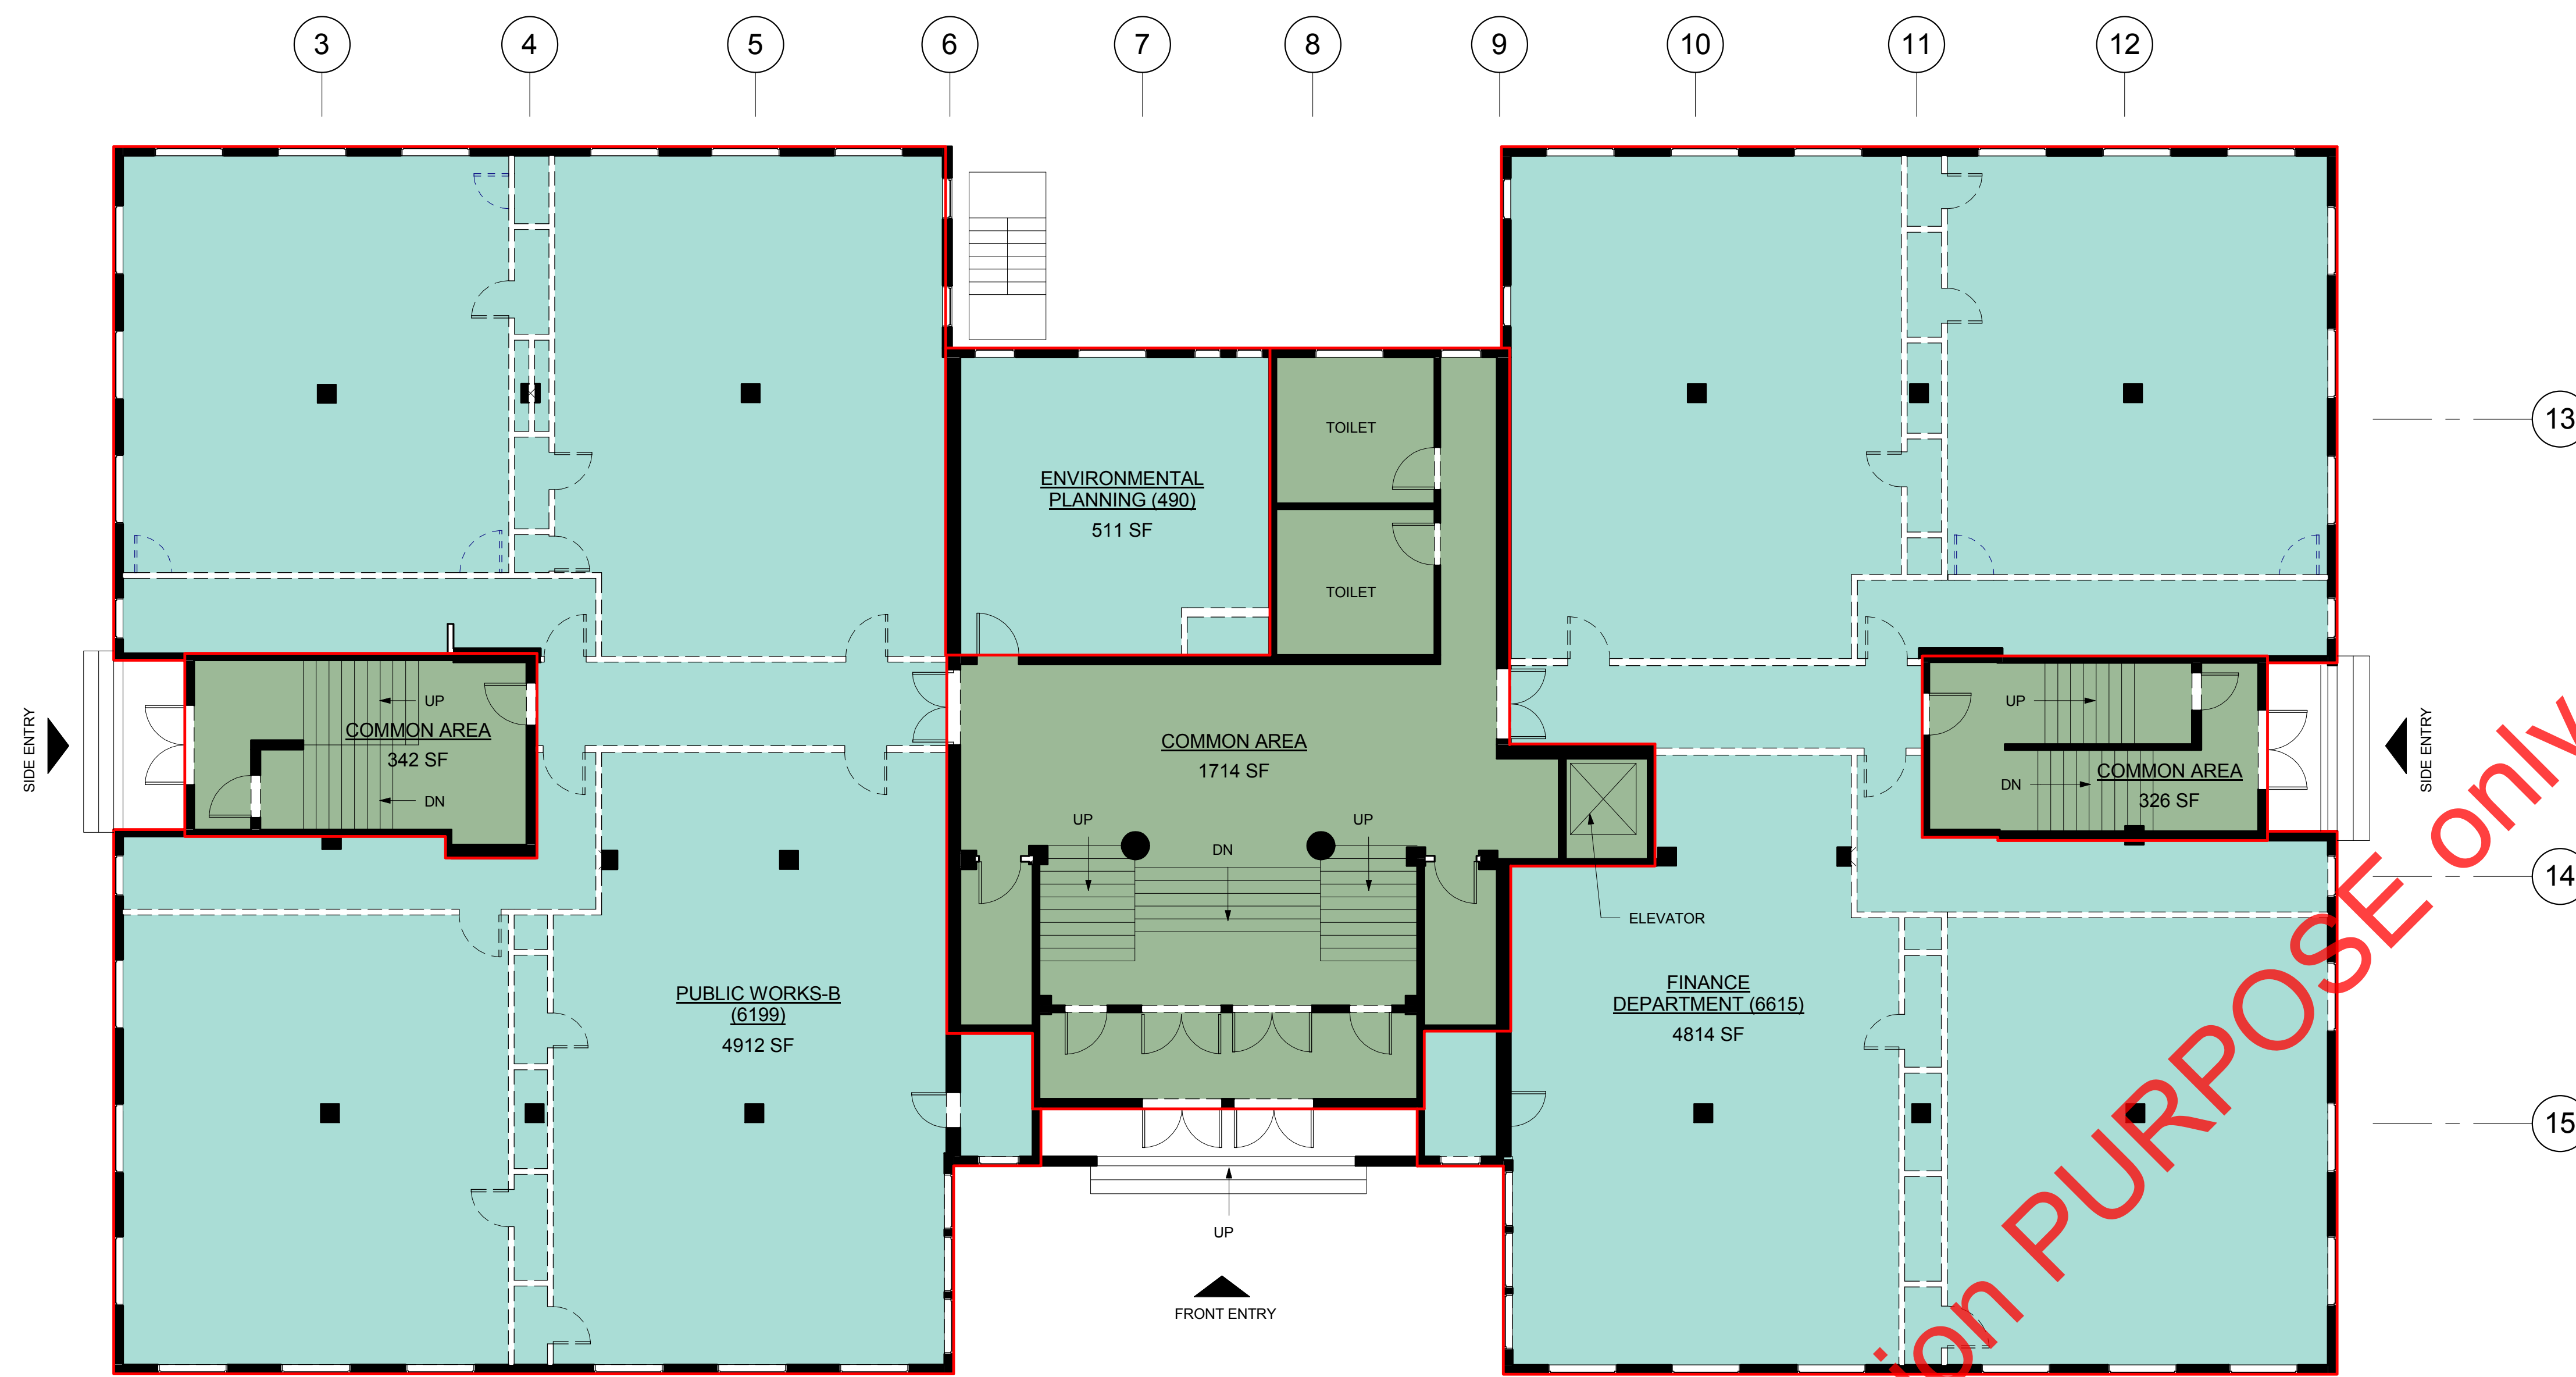 3 4 5 6 7 8 9 10 11 12
13
TOILET
ENVIRONMENTAL
PLANNING (490)
511 SF
TOILET
UP
COMMON AREA
342 SF
DN
SIDE ENTRY
COMMON AREA
1714 SF
UP
DN
UP
UP
DN
COMMON AREA
326 SF
SIDE ENTRY
14
ELEVATOR
PUBLIC WORKS-B
(6199)
4912 SF
FINANCE
DEPARTMENT (6615)
4814 SF
15
UP
FRONT ENTRY
ion PURPOSE only